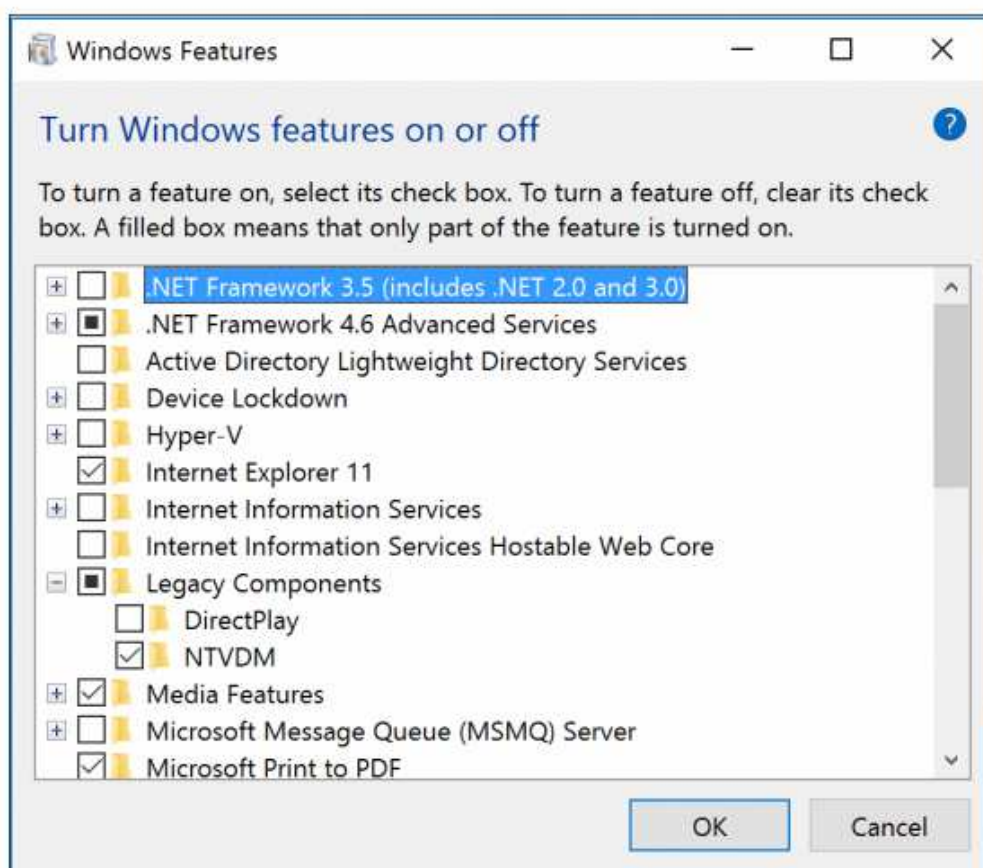 Windows Features
Turn Windows features on or off
?
To turn a feature on, select its check box. To turn a feature off, clear its check
box. A filled box means that only part of the feature is turned on.
.NET Framework 3.5 (includes .NET 2.0 and 3.0)
.NET Framework 4.6 Advanced Services
Active Directory Lightweight Directory Services
Device Lockdown
Hyper-V
Internet Explorer 11
Internet Information Services
Internet Information Services Hostable Web Core
Legacy Components
DirectPlay
NTVDM
Media Features
Microsoft Message Queue (MSMQ) Server
Microsoft Print to PDF
OK Cancel